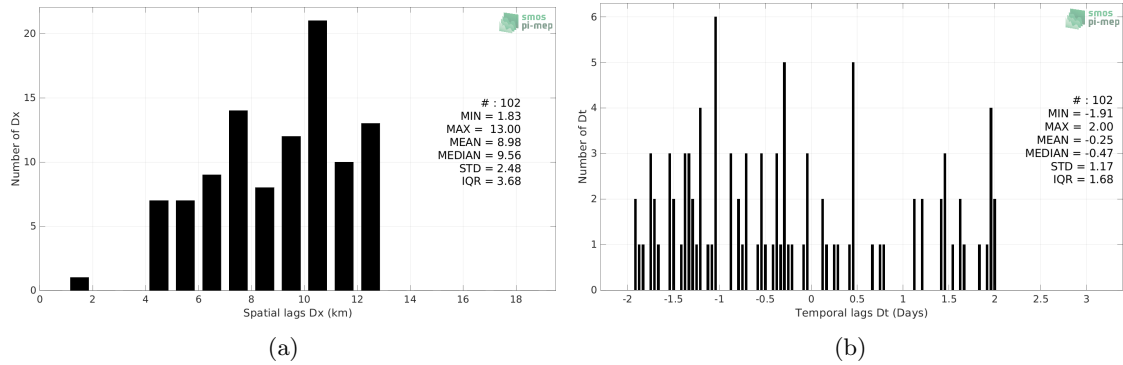 20
15
10
5
0
Number of Dx
0 2 4 6 8 10 12 14 16 18
Spatial lags Dx (km)
smos
pi-mep
# : 102
MIN = 1.83
MAX = 13.00
MEAN = 8.98
MEDIAN = 9.56
STD = 2.48
IQR = 3.68
(a)
6
5
4
3
2
1
0
Number of Dt
-2 -1.5 -1 -0.5 0 0.5 1 1.5 2 2.5 3
Temporal lags Dt (Days)
smos
pi-mep
# : 102
MIN = -1.91
MAX = 2.00
MEAN = -0.25
MEDIAN = -0.47
STD = 1.17
IQR = 1.68
(b)